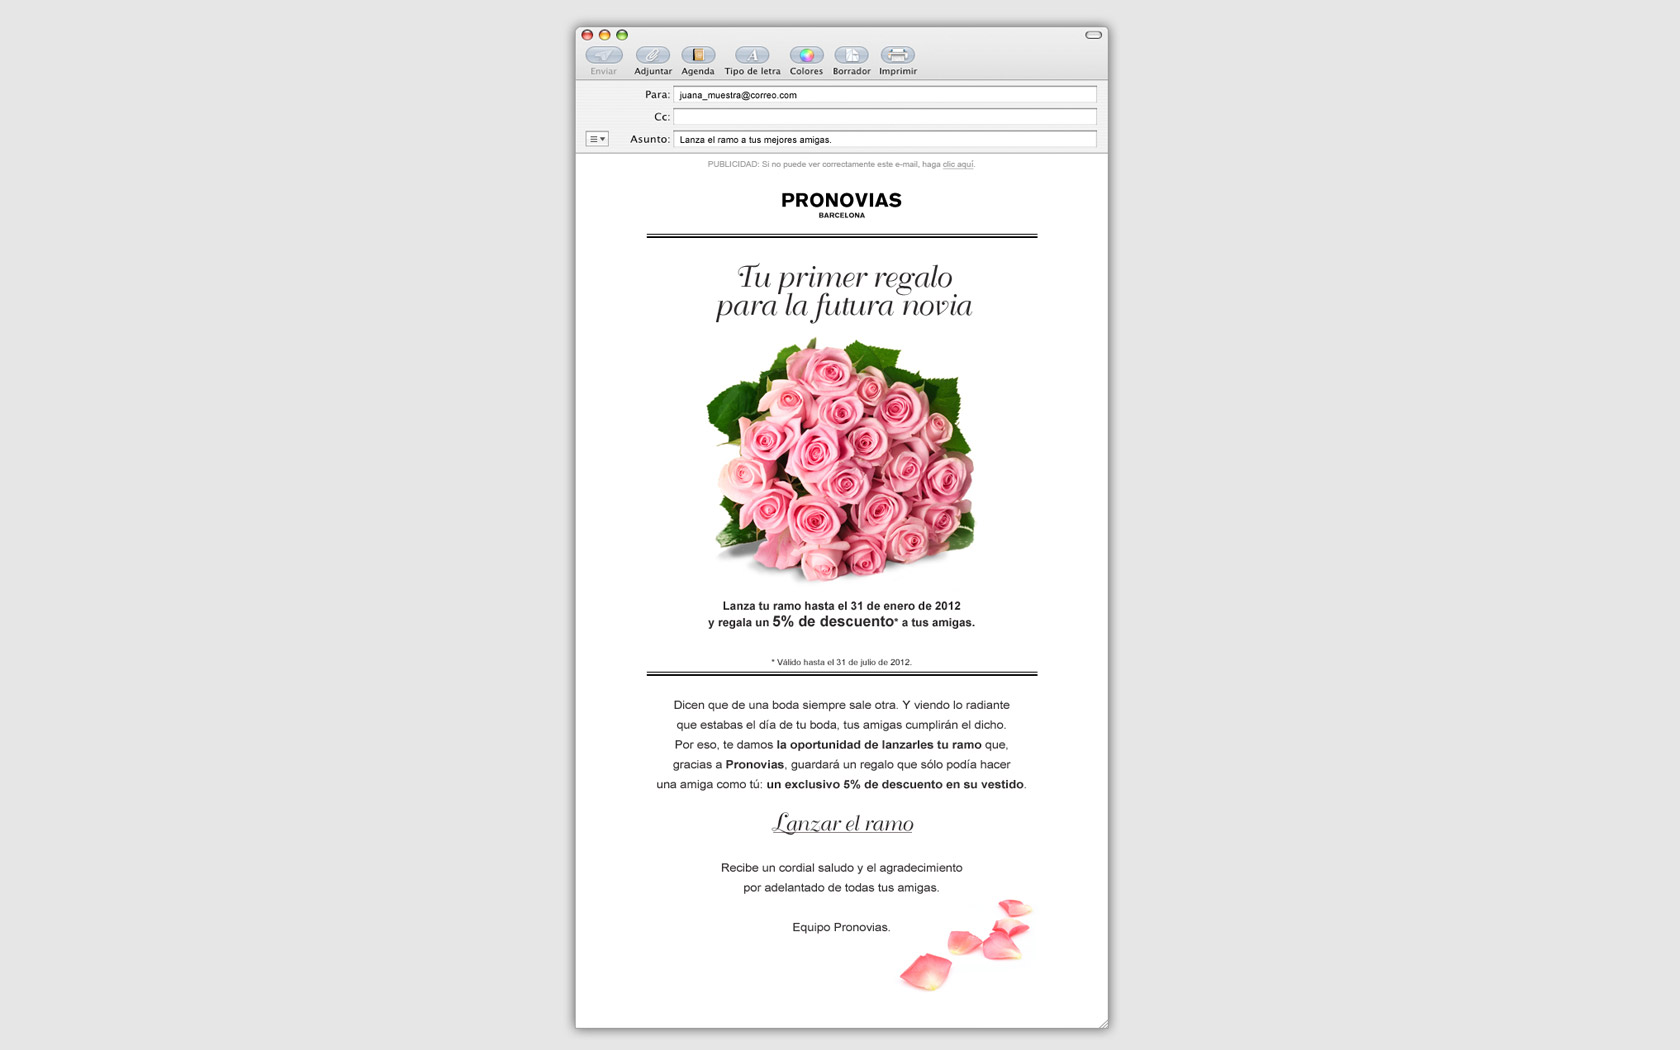 Enviar
Adjuntar
Agenda
Tipo de letra
Colores
Borrador
Imprimir
Para: juana_muestra@correo.com
Cc:
Asunto: Lanza el ramo a tus mejores amigas.
PUBLICIDAD: Si no puede ver correctamente este e-mail, haga clic aquí.
PRONOVIAS
BARCELONA
Tu primer regalo
para la futura novia
Lanza tu ramo hasta el 31 de enero de 2012
y regala un 5% de descuento* a tus amigas.
* Válido hasta el 31 de julio de 2012.
Dicen que de una boda siempre sale otra. Y viendo lo radiante
que estabas el día de tu boda, tus amigas cumplirán el dicho.
Por eso, te damos la oportunidad de lanzarles tu ramo que,
gracias a Pronovias, guardará un regalo que sólo podía hacer
una amiga como tú: un exclusivo 5% de descuento en su vestido.
Lanzar el ramo
Recibe un cordial saludo y el agradecimiento
por adelantado de todas tus amigas.
Equipo Pronovias.